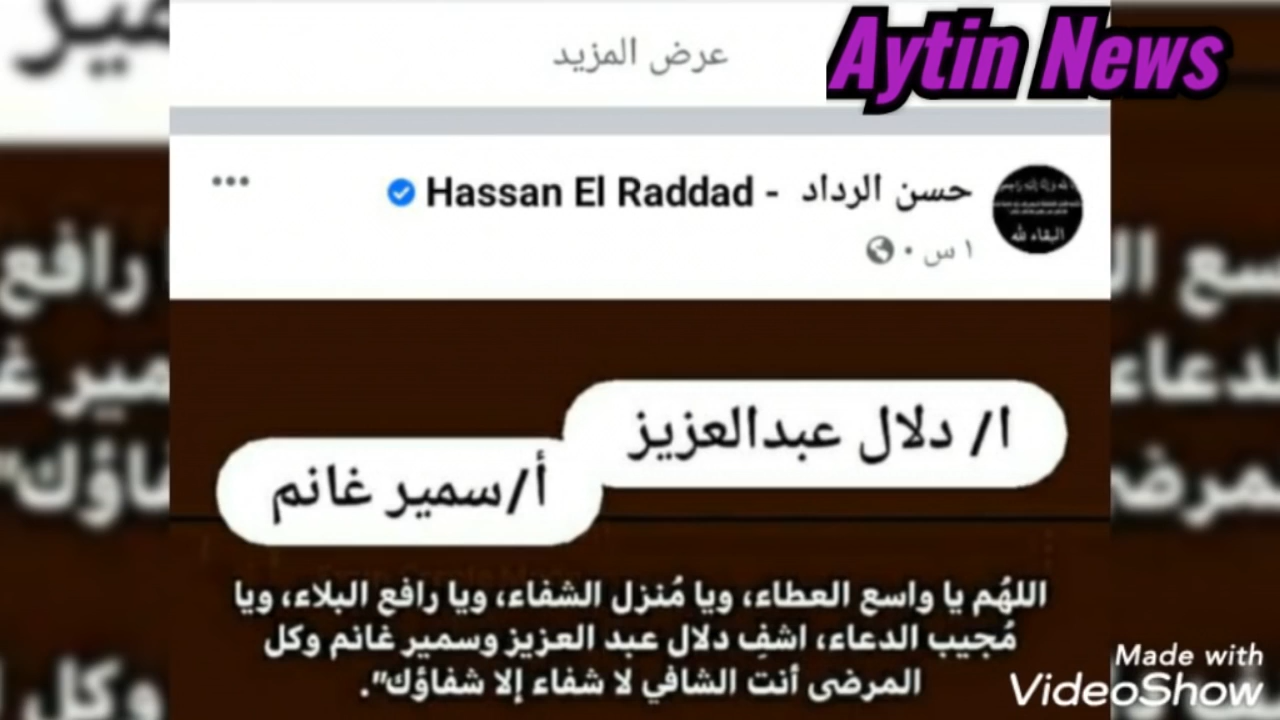 عرض المزيد
Aytin News
حسن الرداد - Hassan El Raddad
١ س
البقاء لله
ا/ دلال عبدالعزيز
أ/سمير غانم
اللهُم يا واسع العطاء، ويا مُنزل الشفاء، ويا رافع البلاء، ويا
مُجيب الدعاء، اشفِ دلال عبد العزيز وسمير غانم وكل
المرضى أنت الشافي لا شفاء إلا شفاؤك".
Made with
VideoShow